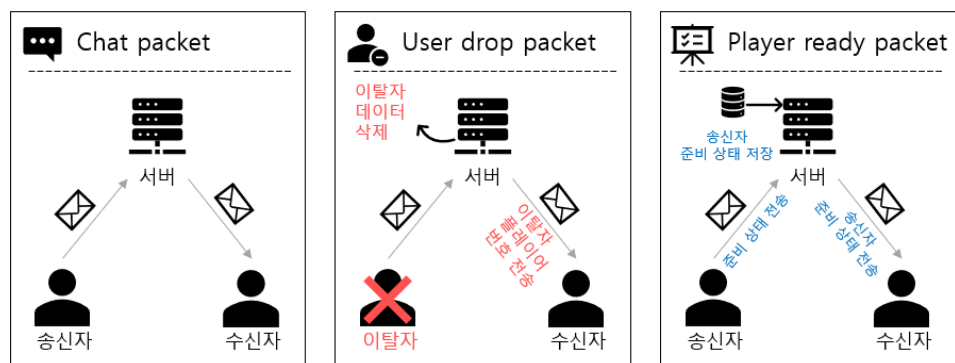 Chat packet
서버
송신자
수신자
User drop packet
이탈자
데이터
삭제
서버
이탈자
플레이어
번호 전송
이탈자
수신자
Player ready packet
송신자
준비 상태 저장
서버
준비 상태 전송
송신자
준비 상태 전송
송신자
수신자